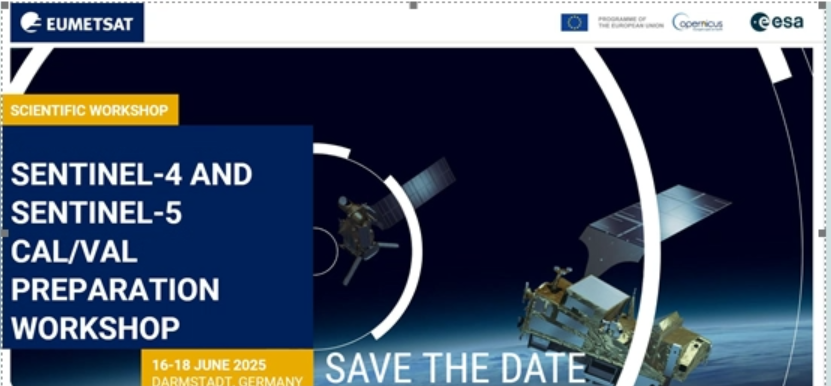 EUMETSAT
PROGRAMME OF
THE EUROPEAN UNION
opernicus
esa
SCIENTIFIC WORKSHOP
SENTINEL-4 AND
SENTINEL-5
CAL/VAL
PREPARATION
WORKSHOP
16-18 JUNE 2025
DARMSTADT, GERMANY
SAVE THE DATE